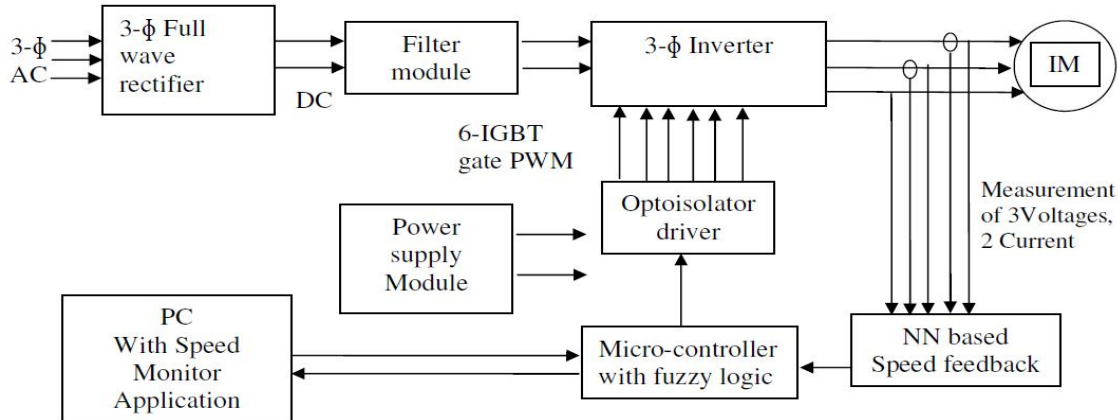 3-ϕ
AC
3-ϕ Full
wave
rectifier
DC
Filter
module
3-ϕ Inverter
IM
6-IGBT
gate PWM
Measurement
of 3Voltages,
2 Current
Optoisolator
driver
Power
supply
Module
PC
With Speed
Monitor
Application
Micro-controller
with fuzzy logic
NN based
Speed feedback